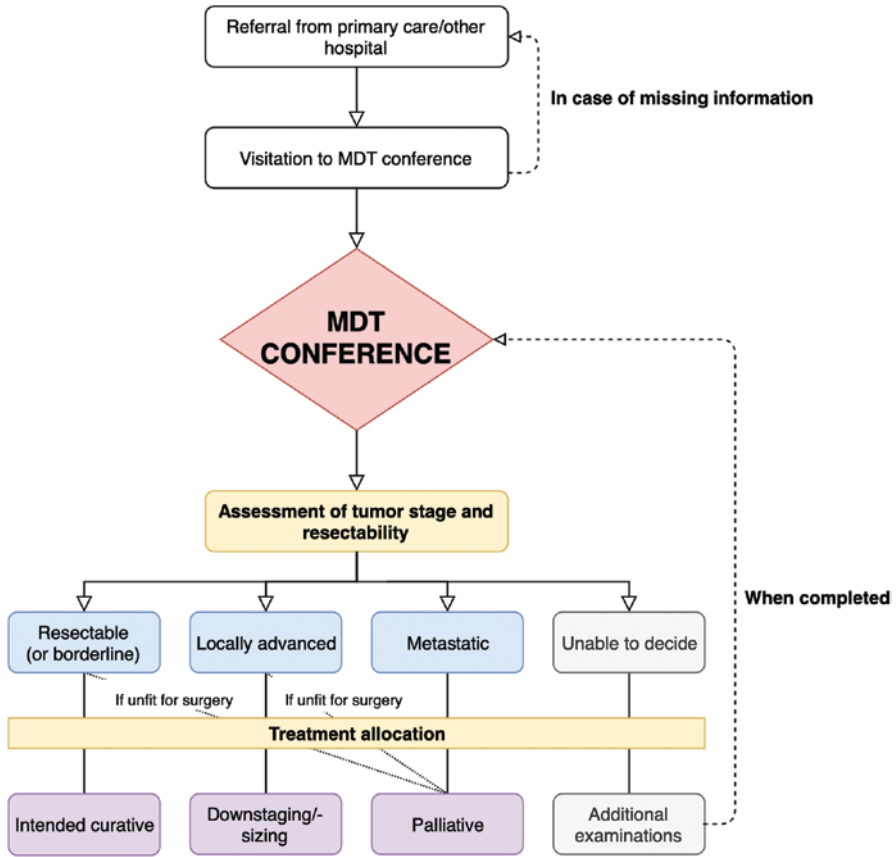 Referral from primary care/other
hospital
In case of missing information
Visitation to MDT conference
MDT
CONFERENCE
Assessment of tumor stage and
resectability
When completed
Resectable
(or borderline)
Locally advanced
Metastatic
Unable to decide
If unfit for surgery
If unfit for surgery
Treatment allocation
Intended curative
Downstaging/-
sizing
Palliative
Additional
examinations